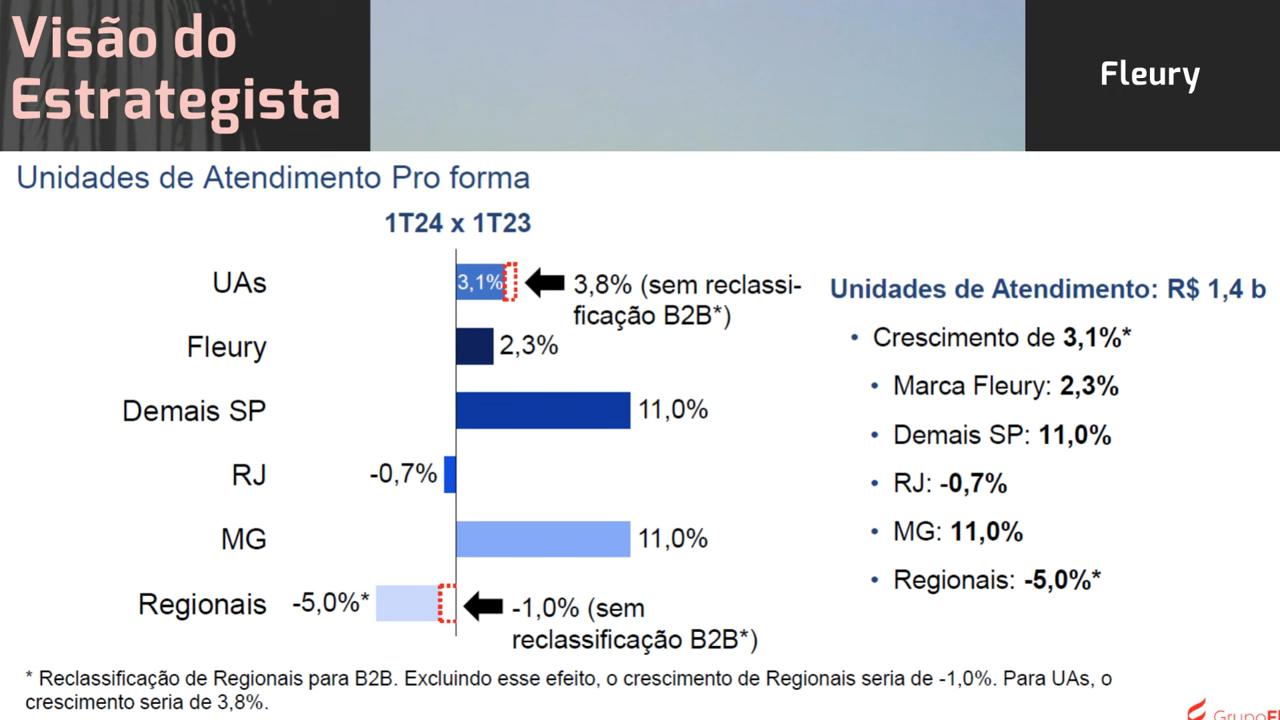 Visão do
Estrategista
Fleury
Unidades de Atendimento Pro forma
1T24 x 1T23
UAs
3,1%
3,8% (sem reclassi-
ficação B2B*)
Fleury
2,3%
Demais SP
11,0%
RJ
-0,7%
MG
11,0%
Regionais
-5,0%*
-1,0% (sem
reclassificação B2B*)
Unidades de Atendimento: R$ 1,4 b
• Crescimento de 3,1%*
• Marca Fleury: 2,3%
• Demais SP: 11,0%
• RJ: -0,7%
• MG: 11,0%
• Regionais: -5,0%*
* Reclassificação de Regionais para B2B. Excluindo esse efeito, o crescimento de Regionais seria de -1,0%. Para UAs, o
crescimento seria de 3,8%.